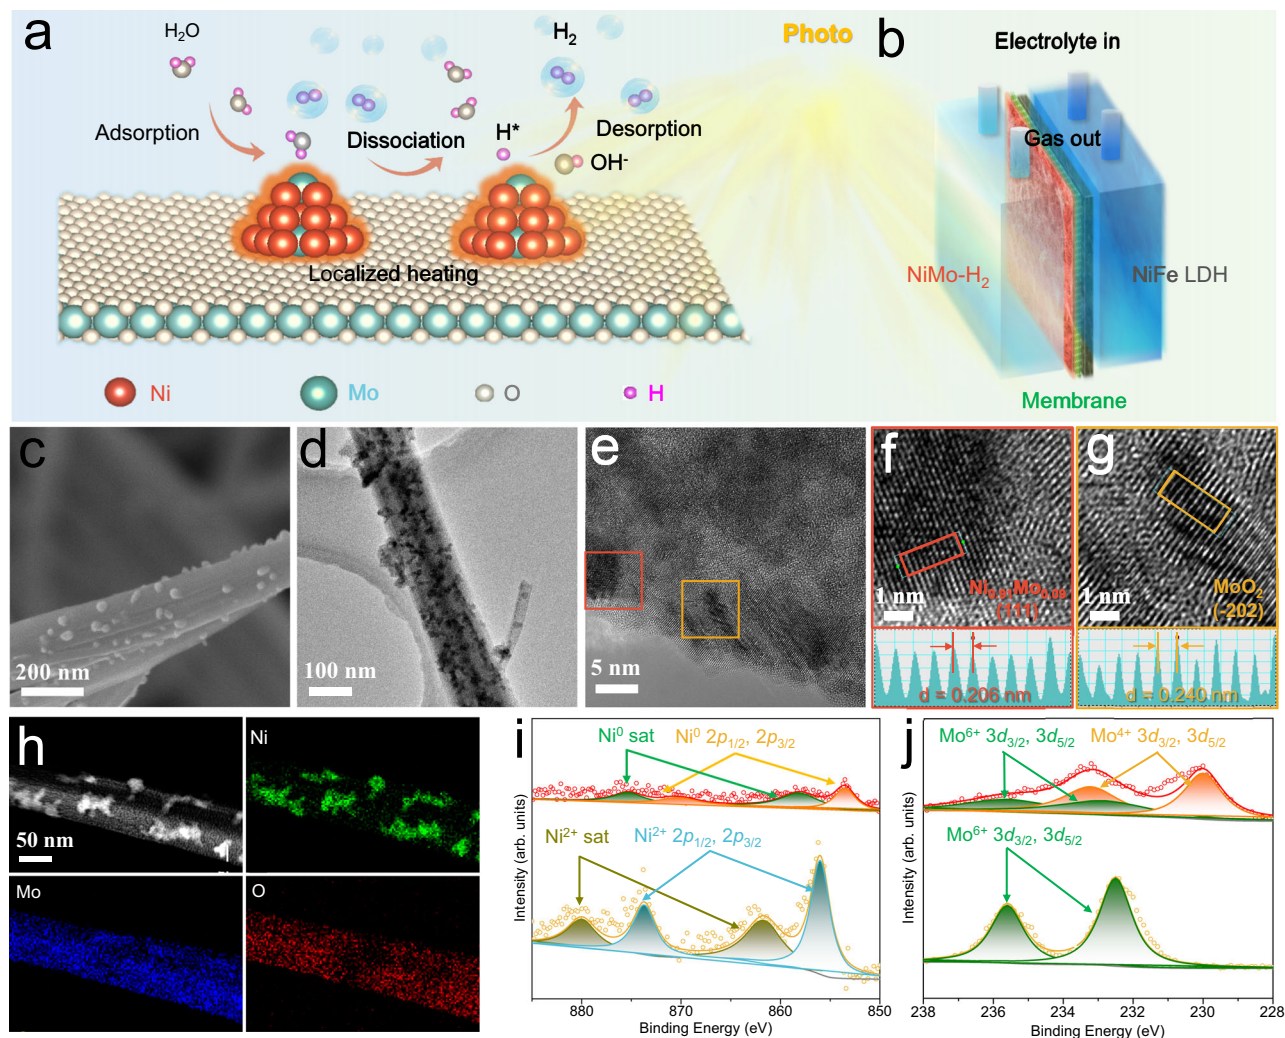 a
H₂O
H₂
Photo
b
Electrolyte in
Adsorption
Dissociation
H*
Desorption
OH⁻
Gas out
Localized heating
NiMo-H₂
NiFe LDH
Ni
Mo
O
H
Membrane
c
200 nm
d
100 nm
e
5 nm
f
1 nm
Ni₀.₉₁Mo₀.₀₉
(111)
d = 0.206 nm
g
1 nm
MoO₂
(-202)
d = 0.240 nm
h
50 nm
Ni
Mo
O
i
Ni⁰ sat
Ni⁰ 2p₁/₂, 2p₃/₂
Ni²⁺ sat
Ni²⁺ 2p₁/₂, 2p₃/₂
Intensity (arb. units)
880
870
860
850
Binding Energy (eV)
j
Mo⁶⁺ 3d₃/₂, 3d₅/₂
Mo⁴⁺ 3d₃/₂, 3d₅/₂
Mo⁶⁺ 3d₃/₂, 3d₅/₂
Intensity (arb. units)
238
236
234
232
230
228
Binding Energy (eV)